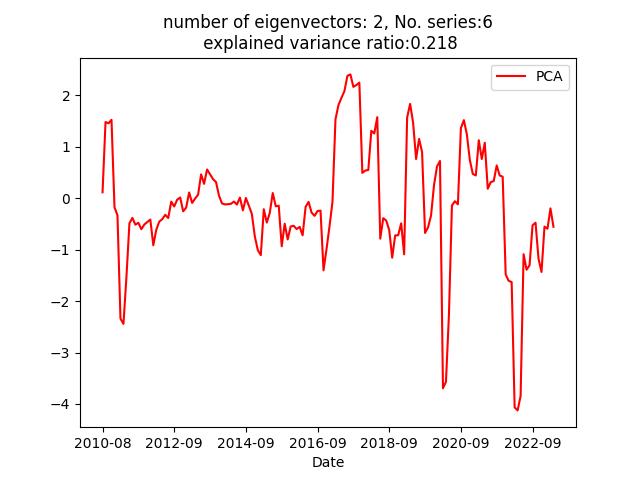 number of eigenvectors: 2, No. series:6
explained variance ratio:0.218
PCA
2
1
0
−1
−2
−3
−4
2010-08 2012-09 2014-09 2016-09 2018-09 2020-09 2022-09
Date